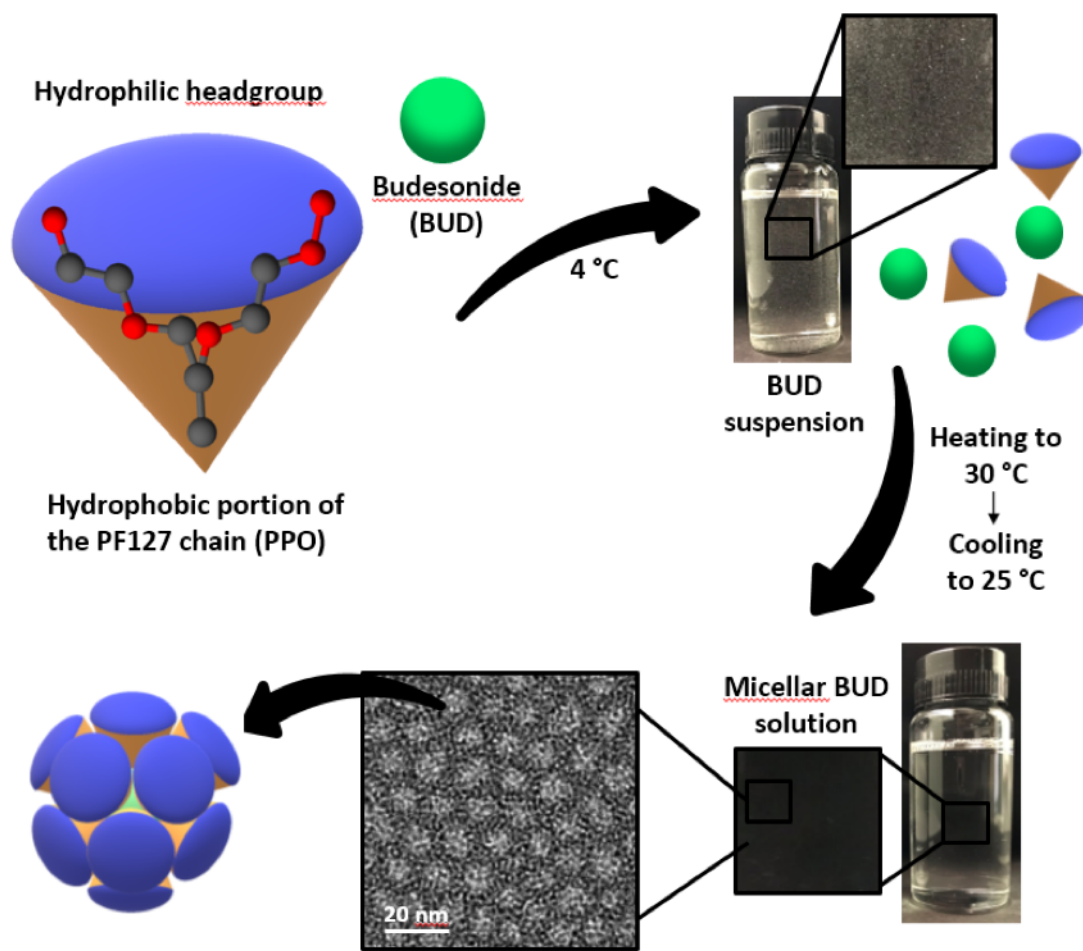 Hydrophilic headgroup
Budesonide
(BUD)
4 °C
BUD
suspension
Hydrophobic portion of
the PF127 chain (PPO)
Heating to
30 °C
Cooling
to 25 °C
Micellar BUD
solution
20 nm